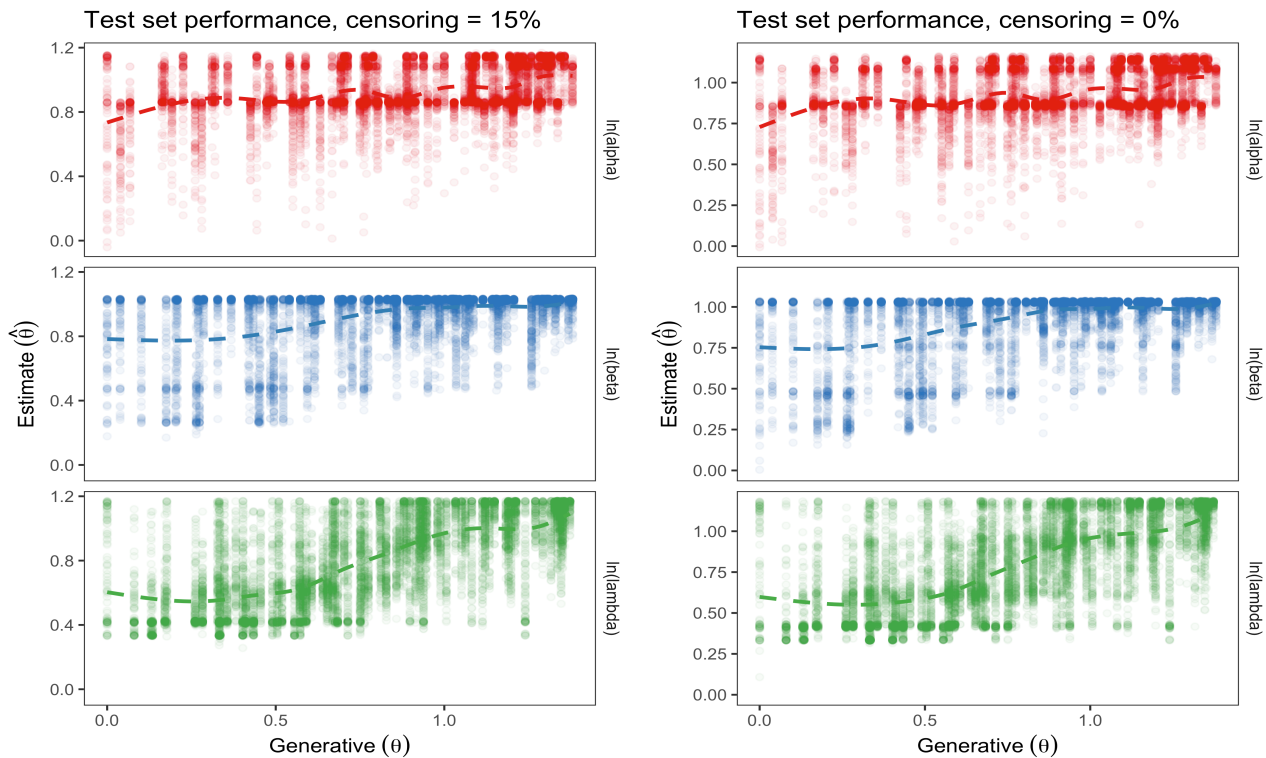 Test set performance, censoring = 15%
1.2
0.8
0.4
0.0
ln(alpha)
1.2
0.8
0.4
0.0
ln(beta)
1.2
0.8
0.4
0.0
ln(lambda)
Estimate (θ̂)
0.0 0.5 1.0
Generative (θ)
Test set performance, censoring = 0%
1.00
0.75
0.50
0.25
0.00
ln(alpha)
1.00
0.75
0.50
0.25
0.00
ln(beta)
1.00
0.75
0.50
0.25
0.00
ln(lambda)
Estimate (θ̂)
0.0 0.5 1.0
Generative (θ)